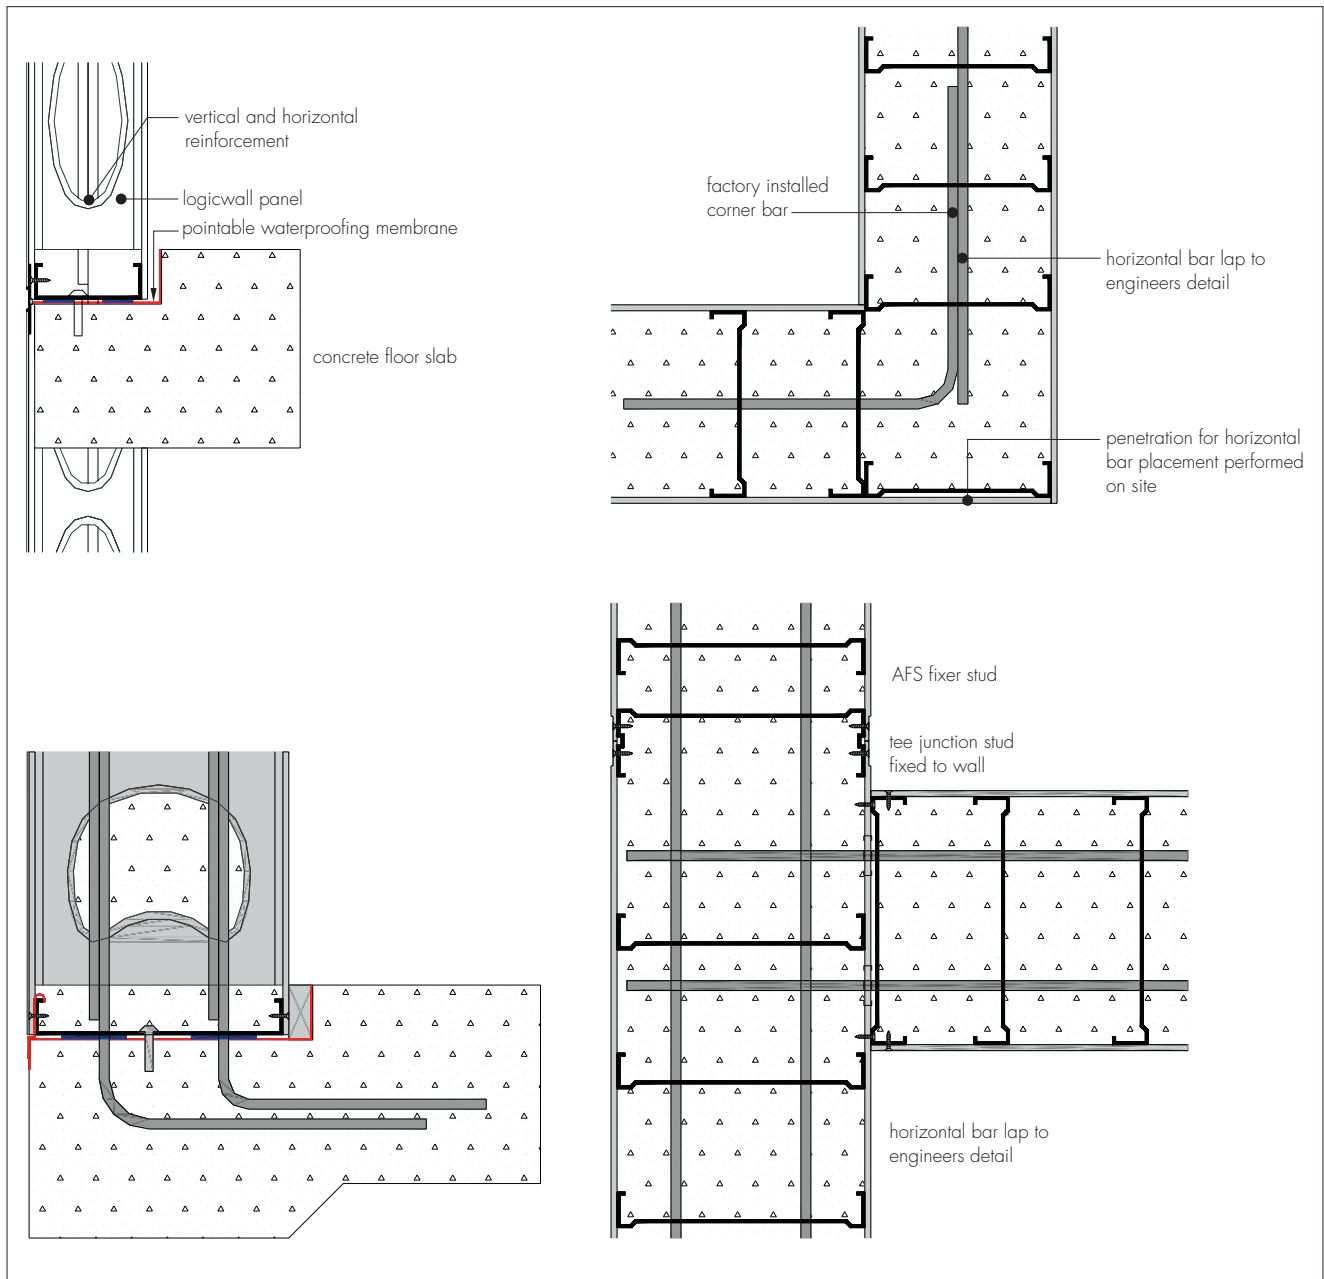 vertical and horizontal
reinforcement
logicwall panel
pointable waterproofing membrane
concrete floor slab
factory installed
corner bar
horizontal bar lap to
engineers detail
penetration for horizontal
bar placement performed
on site
AFS fixer stud
tee junction stud
fixed to wall
horizontal bar lap to
engineers detail